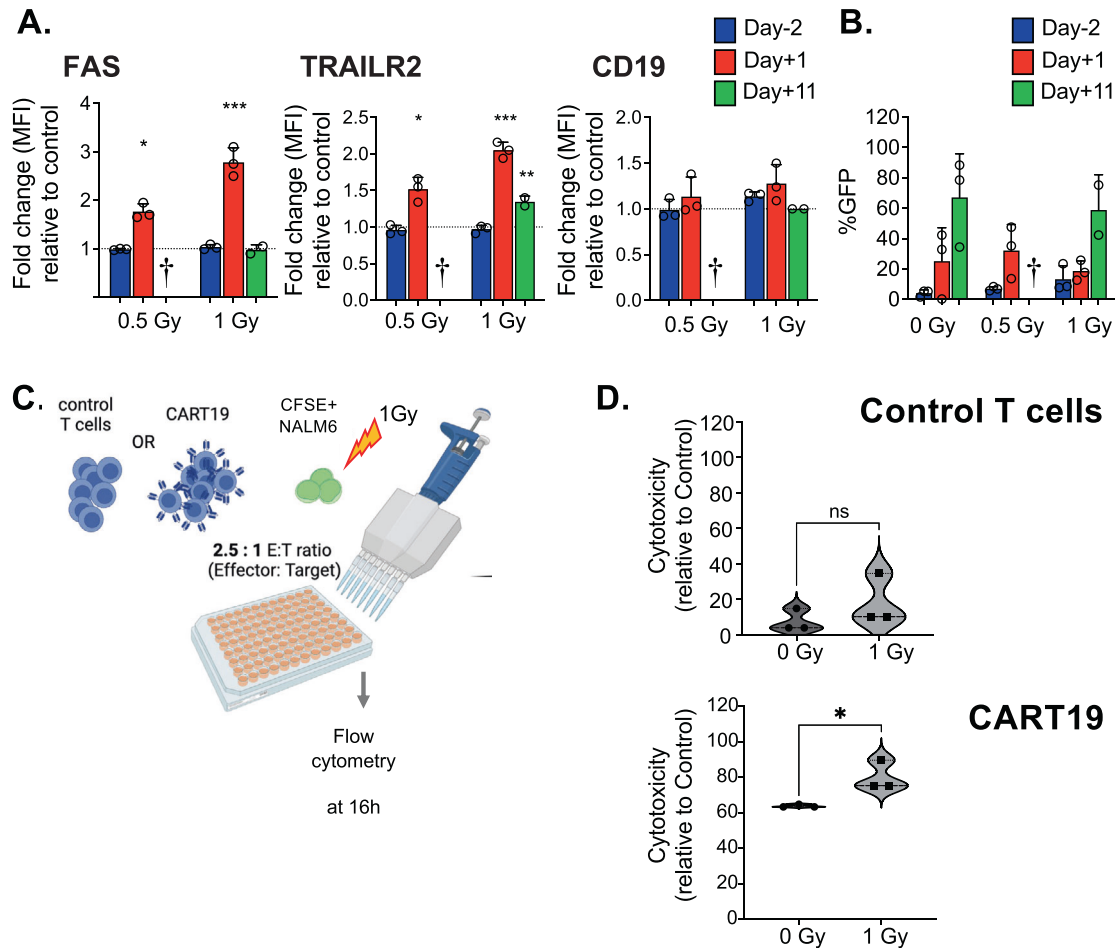 A.
FAS
TRAILR2
CD19
Day-2
Day+1
Day+11
Fold change (MFI)
relative to control
4
3
2
1
*
***
†
0.5 Gy
1 Gy
Fold change (MFI)
relative to control
2.5
2.0
1.5
1.0
0.5
0.0
*
***
**
†
0.5 Gy
1 Gy
Fold change (MFI)
relative to control
2.0
1.5
1.0
0.5
0.0
†
0.5 Gy
1 Gy
B.
Day-2
Day+1
Day+11
%GFP
120
100
80
60
40
20
0
†
0 Gy
0.5 Gy
1 Gy
C.
control
T cells
OR
CART19
CFSE+
NALM6
1Gy
2.5 : 1 E:T ratio
(Effector: Target)
Flow
cytometry
at 16h
D.
Control T cells
Cytotoxicity
(relative to Control)
120
100
80
60
40
20
0
ns
0 Gy
1 Gy
CART19
Cytotoxicity
(relative to Control)
120
100
80
60
40
20
0
*
0 Gy
1 Gy